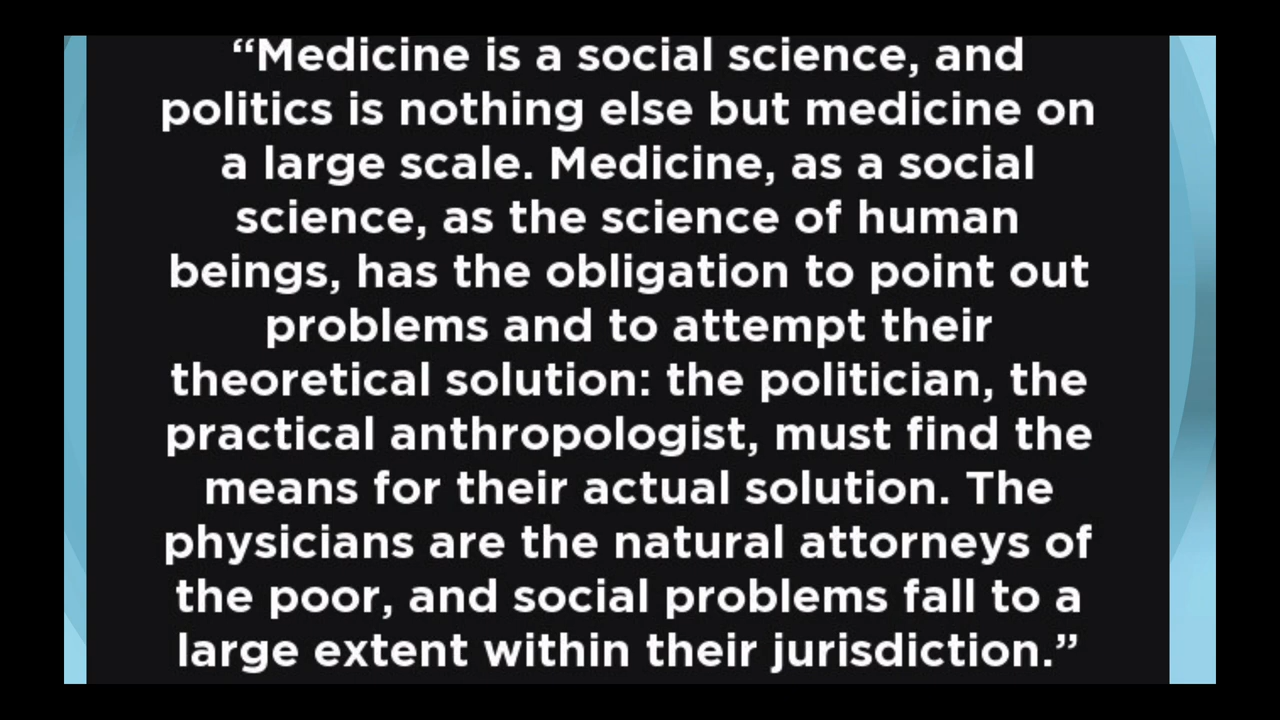 “Medicine is a social science, and
politics is nothing else but medicine on
a large scale. Medicine, as a social
science, as the science of human
beings, has the obligation to point out
problems and to attempt their
theoretical solution: the politician, the
practical anthropologist, must find the
means for their actual solution. The
physicians are the natural attorneys of
the poor, and social problems fall to a
large extent within their jurisdiction.”